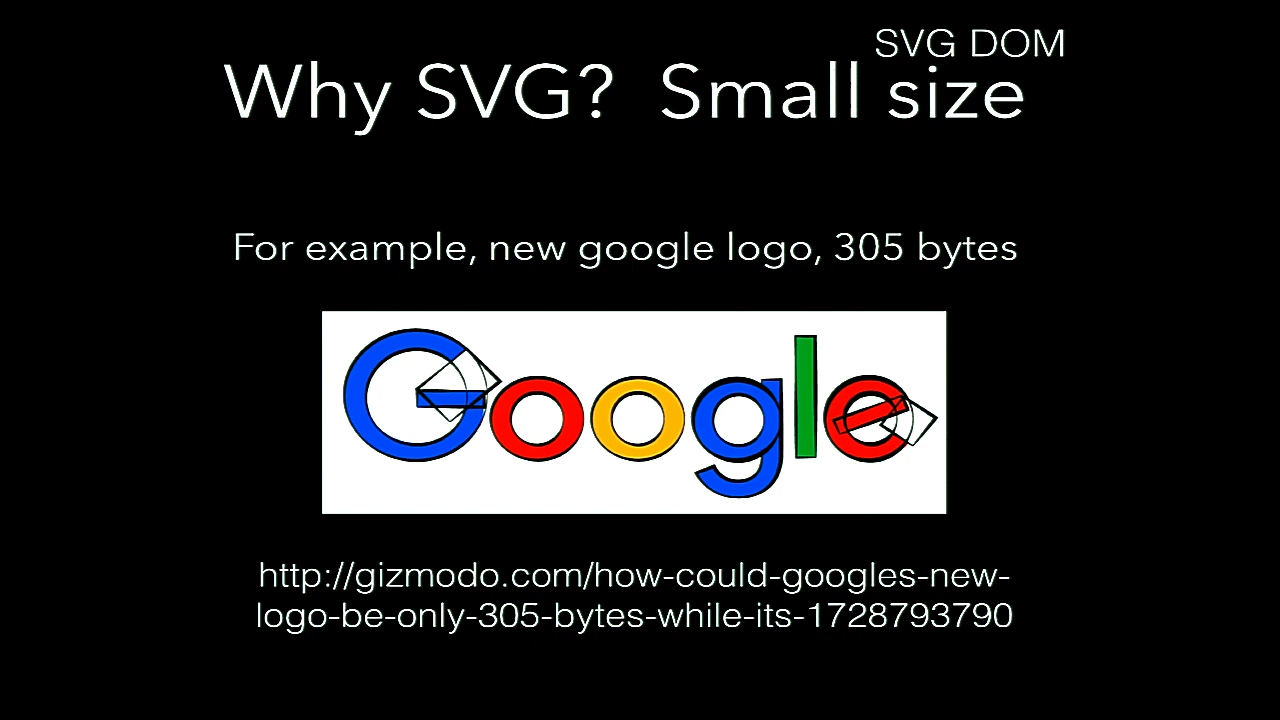 SVG DOM
Why SVG? Small size
For example, new google logo, 305 bytes
Google
http://gizmodo.com/how-could-googles-new-
logo-be-only-305-bytes-while-its-1728793790